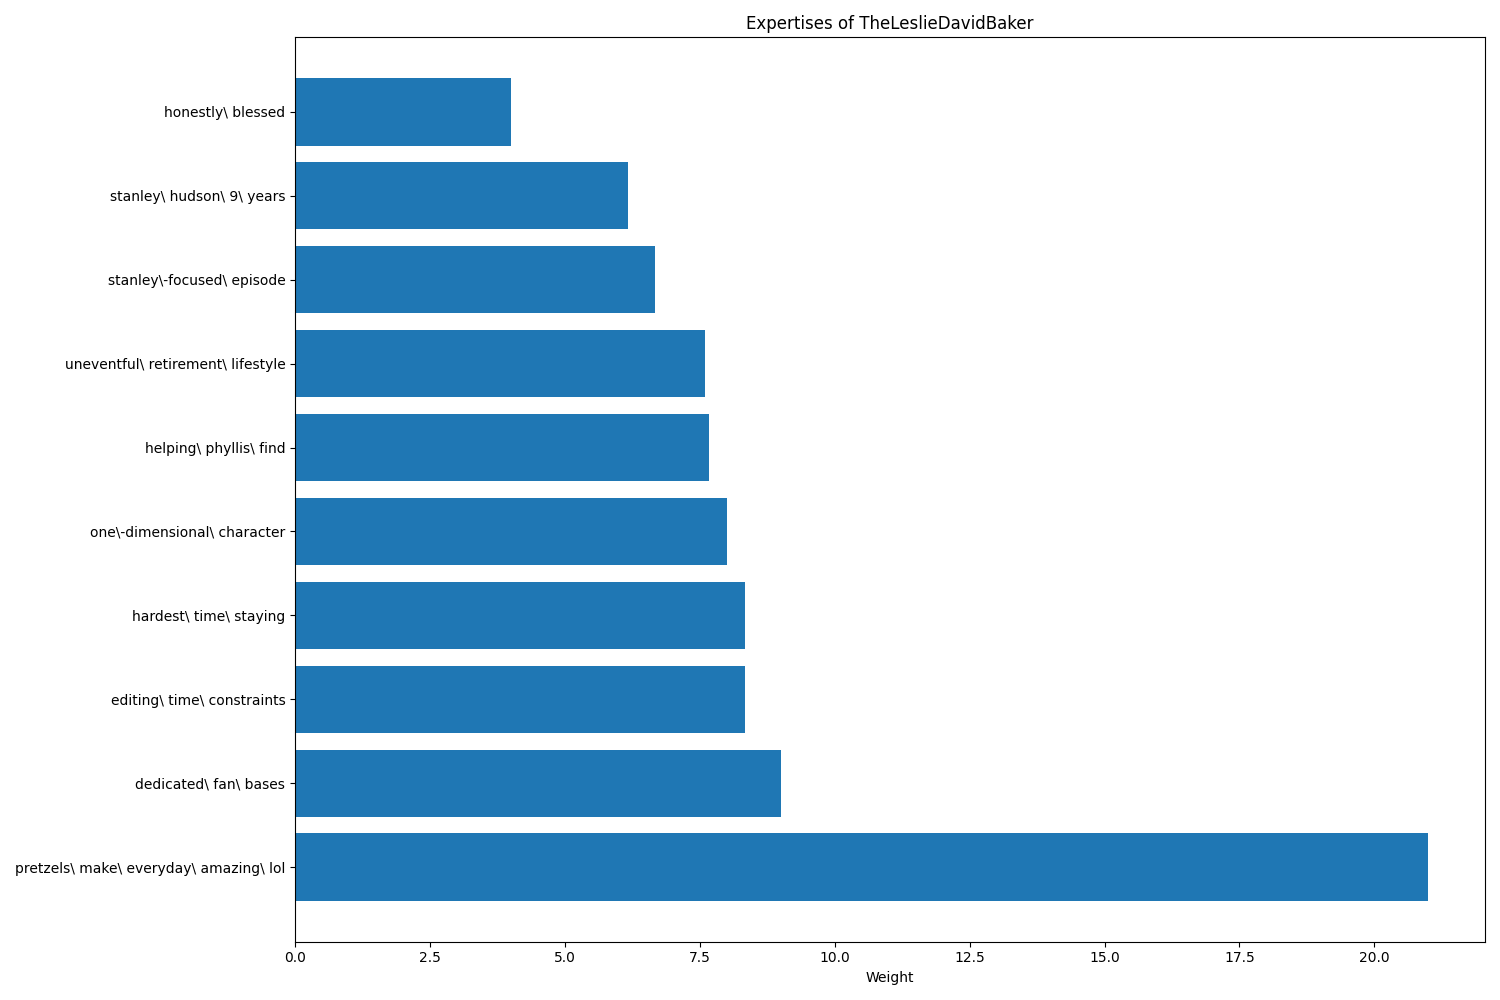 Expertises of TheLeslieDavidBaker
honestly\ blessed
stanley\ hudson\ 9\ years
stanley\-focused\ episode
uneventful\ retirement\ lifestyle
helping\ phyllis\ find
one\-dimensional\ character
hardest\ time\ staying
editing\ time\ constraints
dedicated\ fan\ bases
pretzels\ make\ everyday\ amazing\ lol
0.0 2.5 5.0 7.5 10.0 12.5 15.0 17.5 20.0
Weight